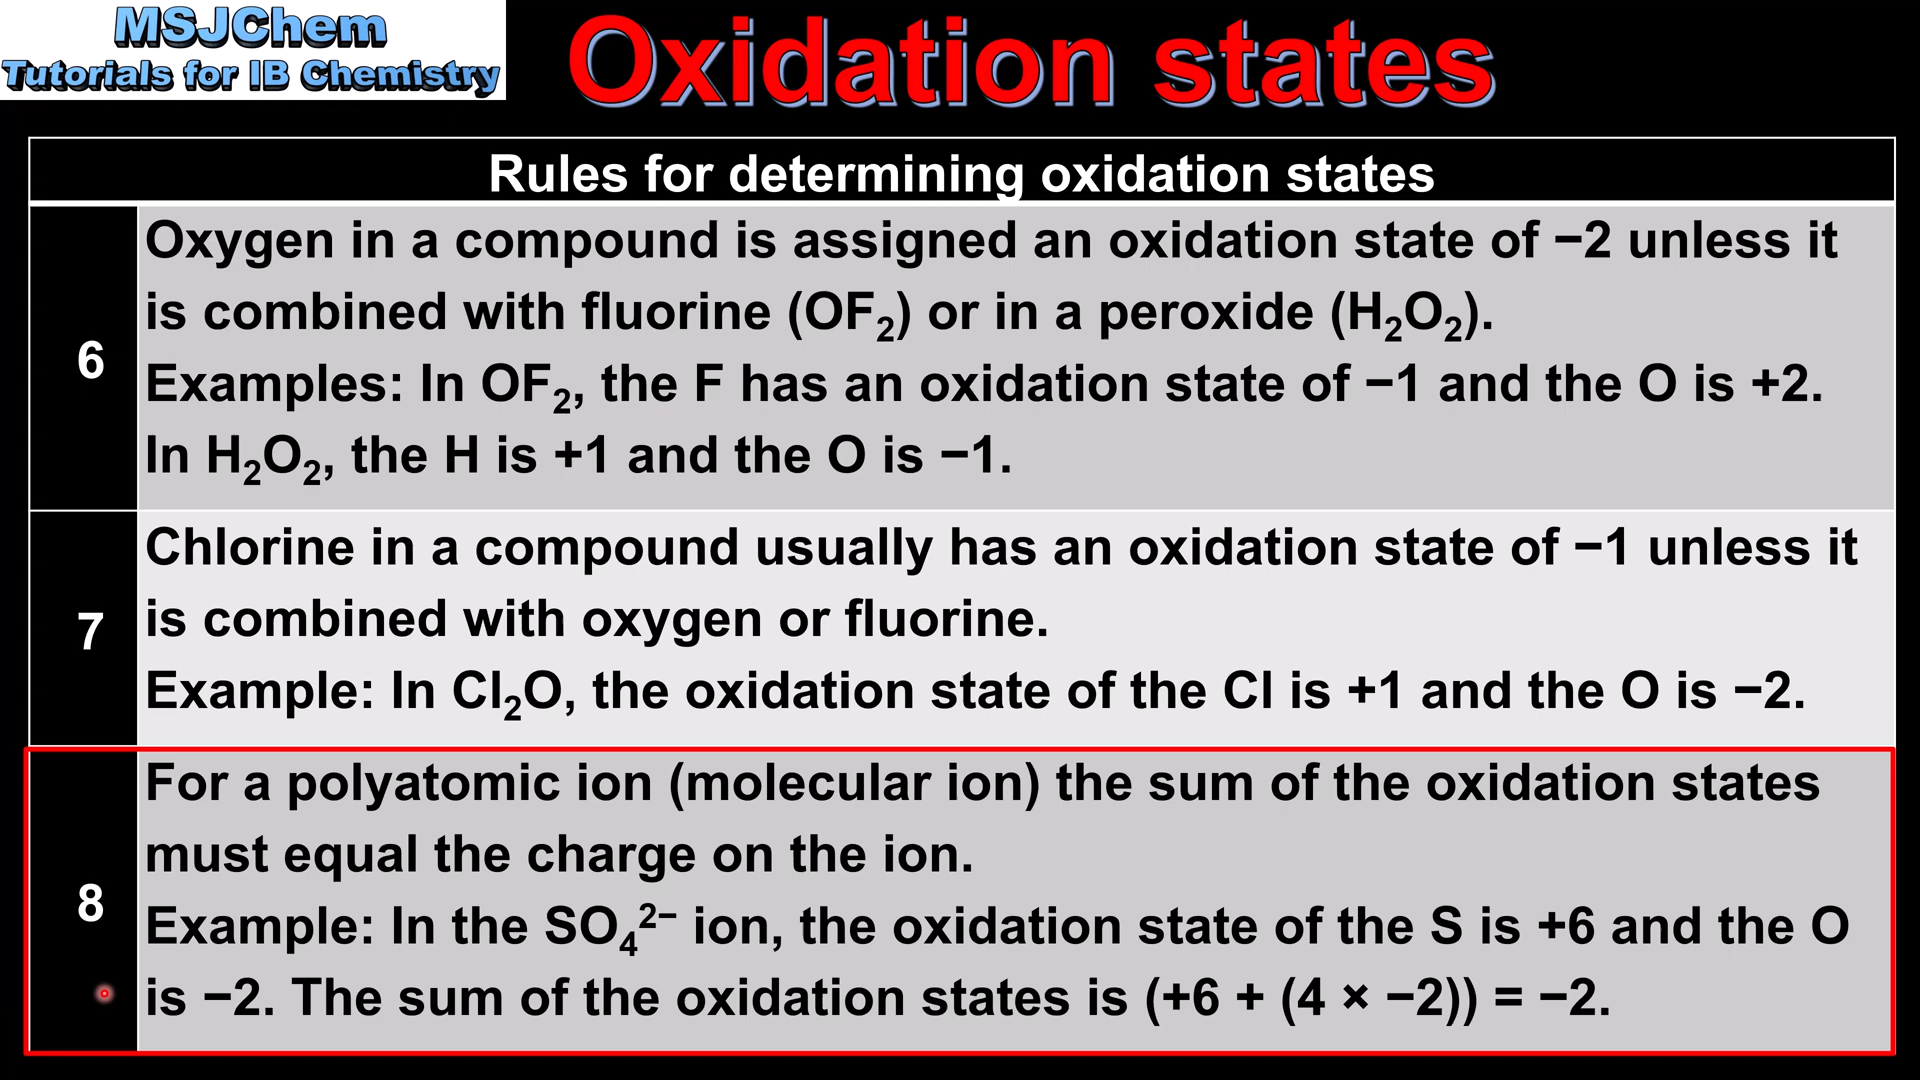 MSJChem
Tutorials for IB Chemistry
Oxidation states
Rules for determining oxidation states
6
Oxygen in a compound is assigned an oxidation state of −2 unless it
is combined with fluorine (OF₂) or in a peroxide (H₂O₂).
Examples: In OF₂, the F has an oxidation state of −1 and the O is +2.
In H₂O₂, the H is +1 and the O is −1.
7
Chlorine in a compound usually has an oxidation state of −1 unless it
is combined with oxygen or fluorine.
Example: In Cl₂O, the oxidation state of the Cl is +1 and the O is −2.
8
For a polyatomic ion (molecular ion) the sum of the oxidation states
must equal the charge on the ion.
Example: In the SO₄²⁻ ion, the oxidation state of the S is +6 and the O
is −2. The sum of the oxidation states is (+6 + (4 × −2)) = −2.